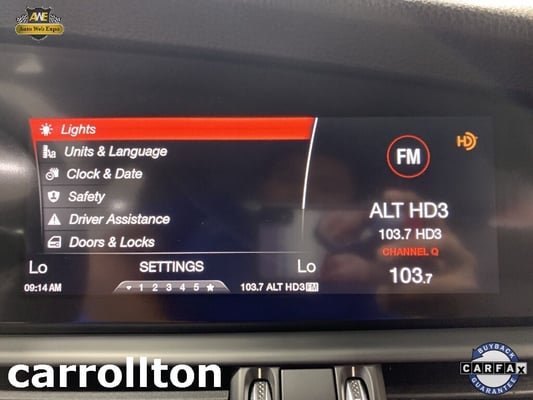 AWE
Auto Web Expo
Lights
Units & Language
Clock & Date
Safety
Driver Assistance
Doors & Locks
Lo
SETTINGS
Lo
09:14 AM
1 2 3 4 5
103.7 ALT HD3 FM
HD
FM
ALT HD3
103.7 HD3
CHANNEL Q
103.7
carrollton
BUYBACK
CARFAX
GUARANTEE